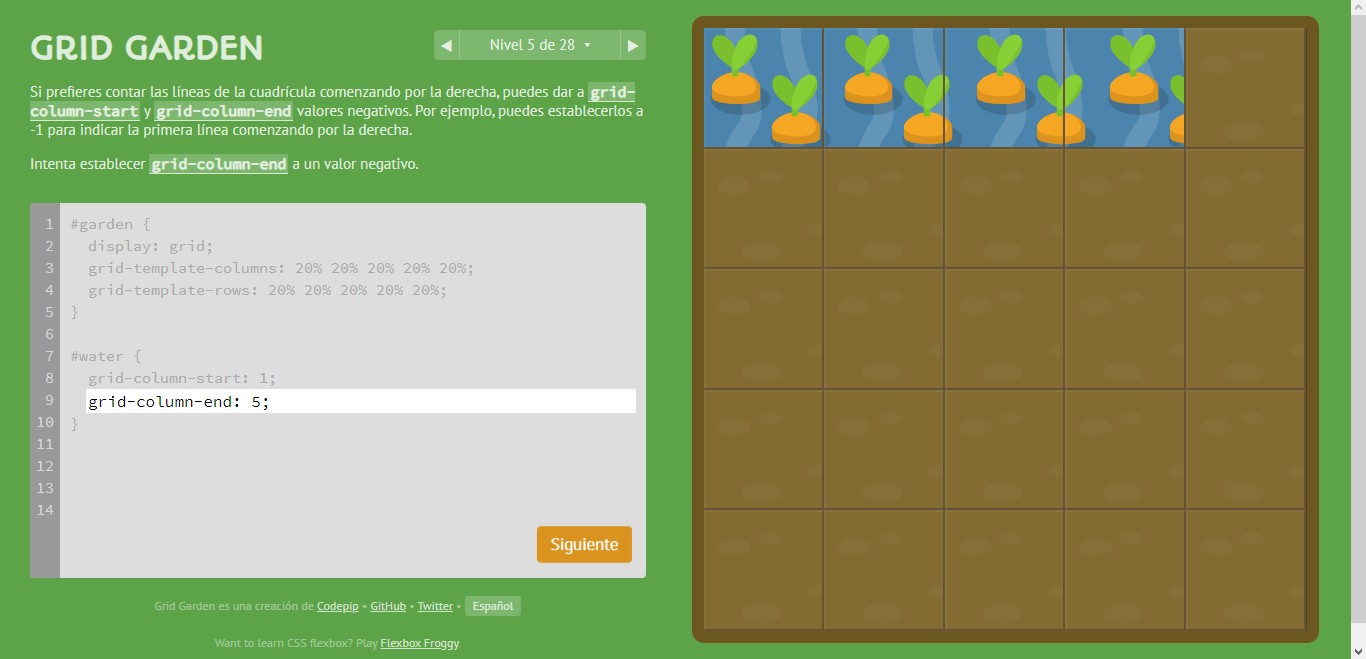 GRID GARDEN
◀ Nivel 5 de 28 ▾ ▶
Si prefieres contar las líneas de la cuadrícula comenzando por la derecha, puedes dar a grid-
column-start y grid-column-end valores negativos. Por ejemplo, puedes establecerlos a
-1 para indicar la primera línea comenzando por la derecha.
Intenta establecer grid-column-end a un valor negativo.
1 #garden {
2 display: grid;
3 grid-template-columns: 20% 20% 20% 20% 20%;
4 grid-template-rows: 20% 20% 20% 20% 20%;
5 }
6
7 #water {
8 grid-column-start: 1;
9 grid-column-end: 5;
10 }
11
12
13
14
Siguiente
Grid Garden es una creación de Codepip • GitHub • Twitter • Español
Want to learn CSS flexbox? Play Flexbox Froggy.